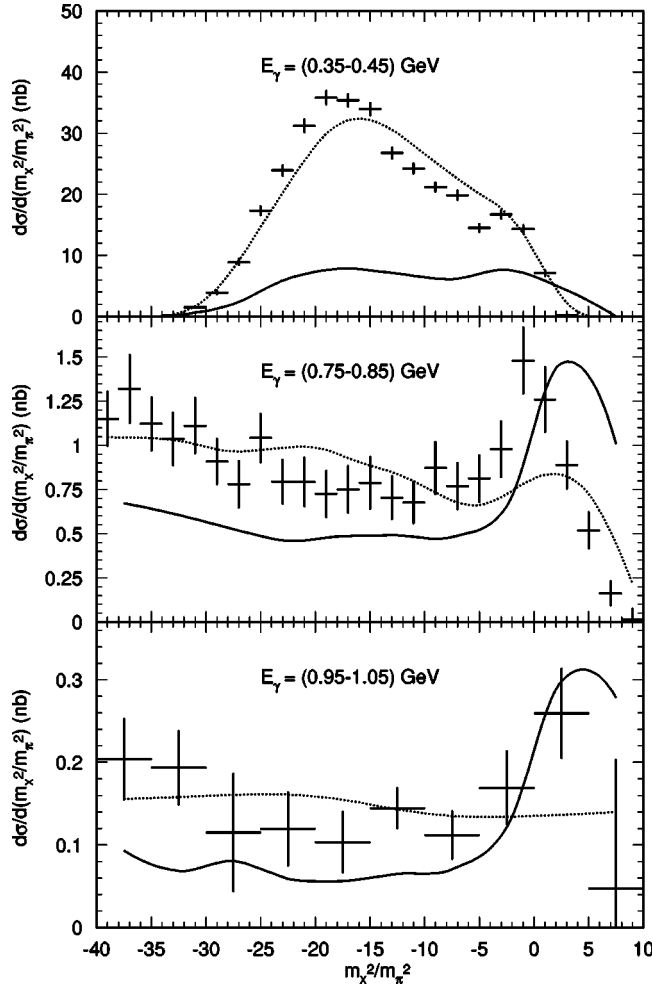 50
E_γ = (0.35-0.45) GeV
40
30
20
10
0
dσ/d(m_x²/m_π²) (nb)
1.5
E_γ = (0.75-0.85) GeV
1.25
1
0.75
0.5
0.25
0
dσ/d(m_x²/m_π²) (nb)
E_γ = (0.95-1.05) GeV
0.3
0.2
0.1
0
dσ/d(m_x²/m_π²) (nb)
-40 -35 -30 -25 -20 -15 -10 -5 0 5 10
m_x²/m_π²